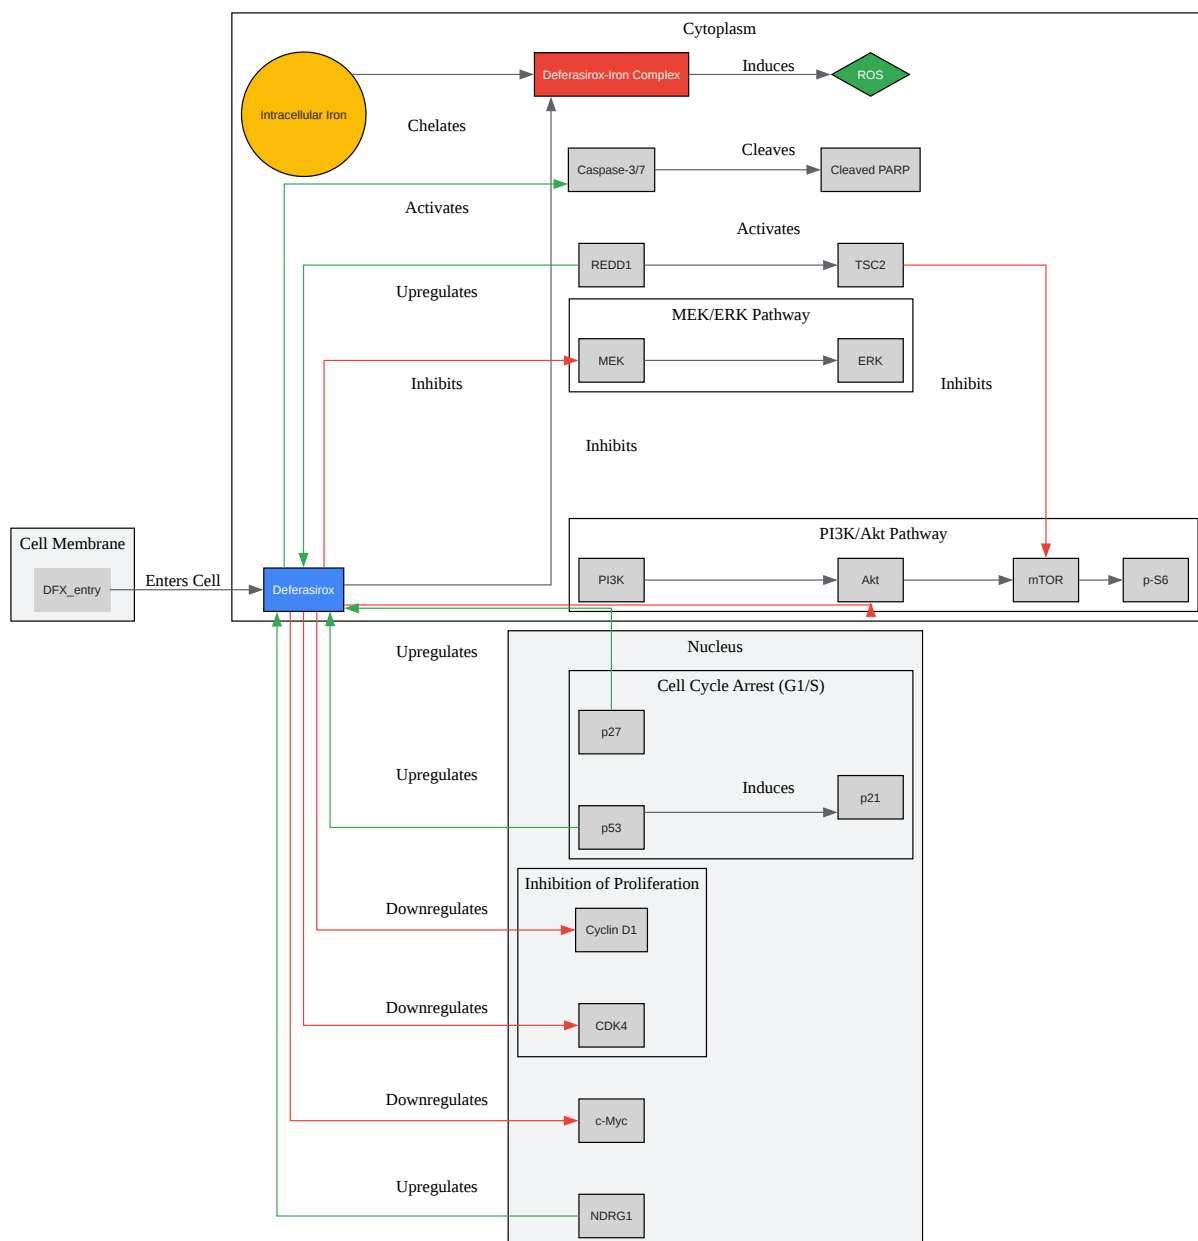 Cytoplasm
Intracellular Iron
Deferasirox-Iron Complex
Induces
ROS
Chelates
Caspase-3/7
Cleaves
Cleaved PARP
Activates
REDD1
Activates
TSC2
Upregulates
MEK/ERK Pathway
MEK
ERK
Inhibits
Inhibits
Inhibits
Cell Membrane
DFX_entry
Enters Cell
Deferasirox
PI3K/Akt Pathway
PI3K
Akt
mTOR
p-S6
Nucleus
Upregulates
Cell Cycle Arrest (G1/S)
p27
Upregulates
Induces
p21
p53
Inhibition of Proliferation
Downregulates
Cyclin D1
Downregulates
CDK4
Downregulates
c-Myc
Upregulates
NDRG1